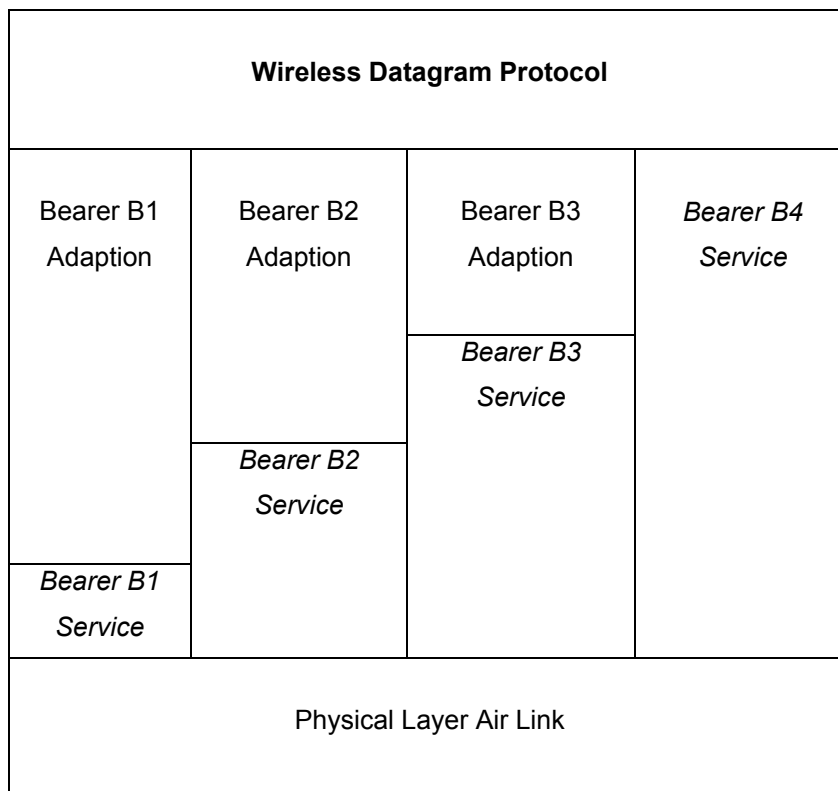 Wireless Datagram Protocol
Bearer B1
Adaption
Bearer B2
Adaption
Bearer B3
Adaption
Bearer B4
Service
Bearer B3
Service
Bearer B2
Service
Bearer B1
Service
Physical Layer Air Link